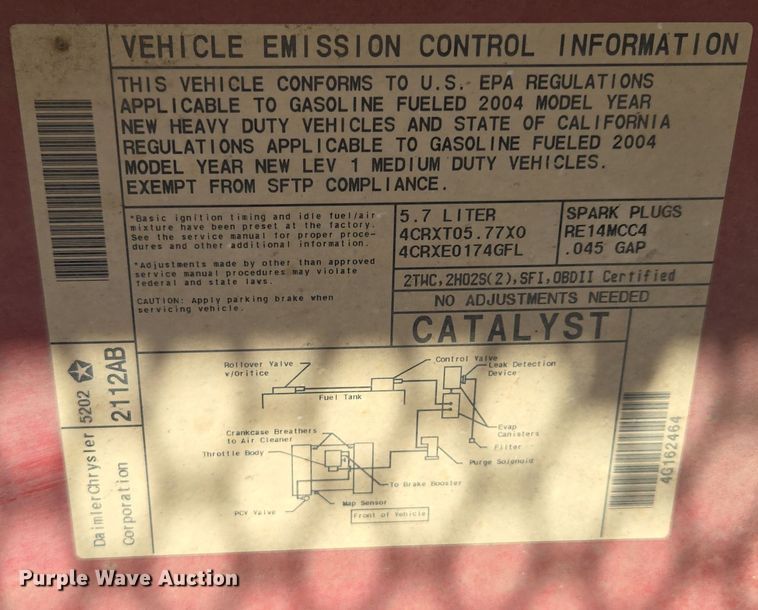 VEHICLE EMISSION CONTROL INFORMATION
THIS VEHICLE CONFORMS TO U.S. EPA REGULATIONS
APPLICABLE TO GASOLINE FUELED 2004 MODEL YEAR
NEW HEAVY DUTY VEHICLES AND STATE OF CALIFORNIA
REGULATIONS APPLICABLE TO GASOLINE FUELED 2004
MODEL YEAR NEW LEV 1 MEDIUM DUTY VEHICLES.
EXEMPT FROM SFTP COMPLIANCE.
*Basic ignition timing and idle fuel/air
mixture have been preset at the factory.
See the service manual for proper proce-
dures and other additional information.
*Adjustments made by other than approved
service manual procedures may violate
federal and state laws.
CAUTION: Apply parking brake when
servicing vehicle.
5.7 LITER
4CRXT05.77X0
4CRXE0174GFL
SPARK PLUGS
RE14MCC4
.045 GAP
2TWC,2HO2S(2),SFI,OBDII Certified
NO ADJUSTMENTS NEEDED
CATALYST
DaimlerChrysler
Corporation
5202
2112AB
Rollover Valve
w/Orifice
Fuel Tank
Control Valve
Leak Detection
Device
Crankcase Breathers
to Air Cleaner
Throttle Body
Evap
Canisters
Filter
Purge Solenoid
To Brake Booster
Map Sensor
PCV Valve
Front of Vehicle
4G162464
Purple Wave Auction